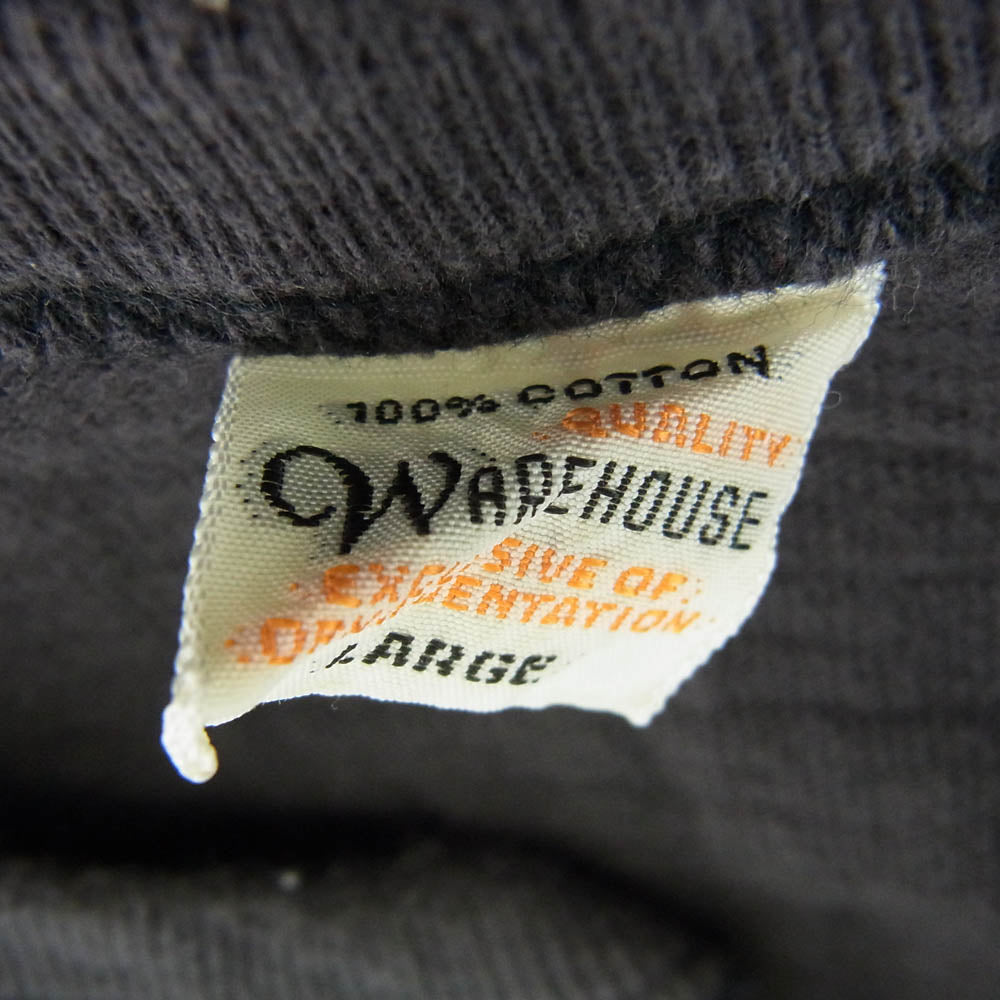 100% COTTON
QUALITY
WAREHOUSE
EXCLUSIVE OF
ORNAMENTATION
LARGE